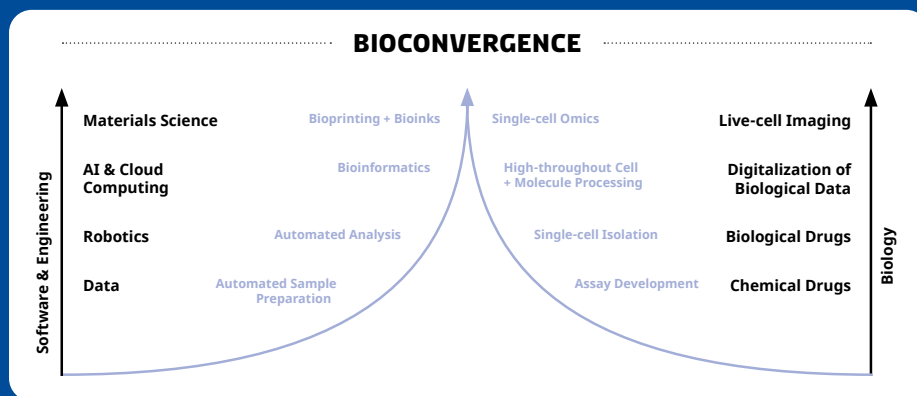 BIOCONVERGENCE
Software & Engineering
Materials Science
Bioprinting + Bioinks
Single-cell Omics
Live-cell Imaging
AI & Cloud
Computing
Bioinformatics
High-throughout Cell
+ Molecule Processing
Digitalization of
Biological Data
Robotics
Automated Analysis
Single-cell Isolation
Biological Drugs
Data
Automated Sample
Preparation
Assay Development
Chemical Drugs
Biology